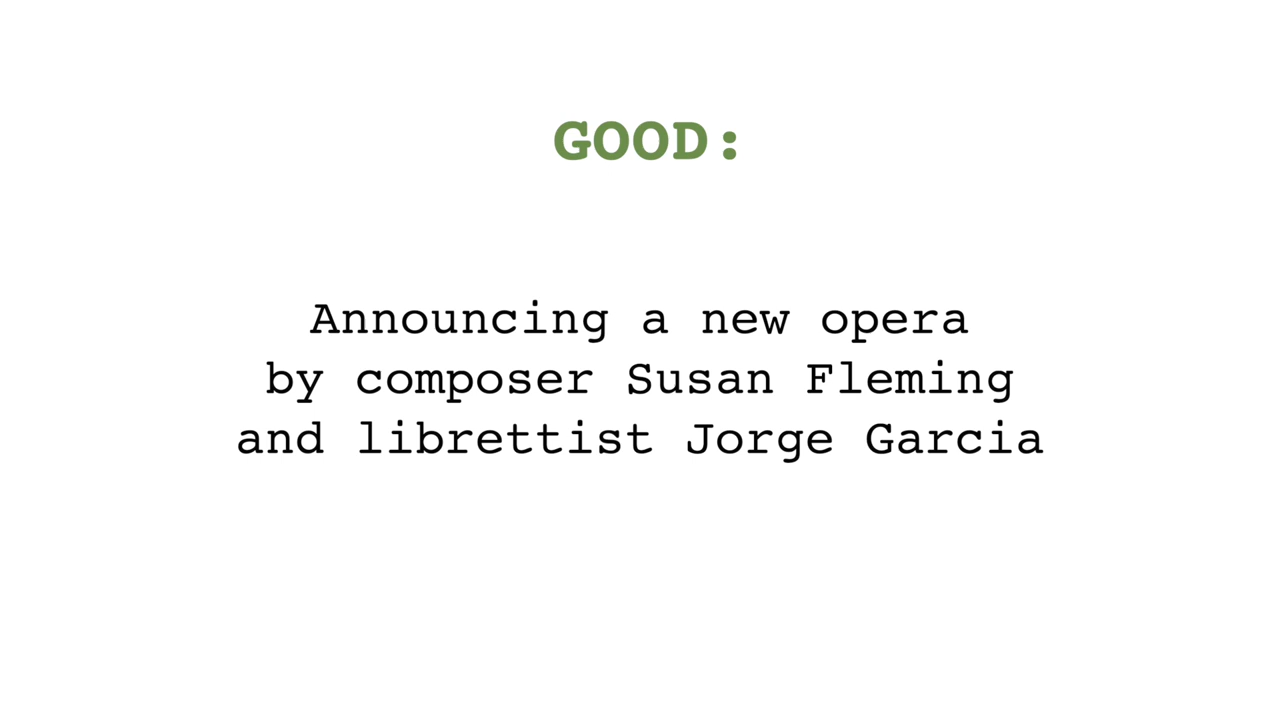 GOOD:
Announcing a new opera
by composer Susan Fleming
and librettist Jorge Garcia